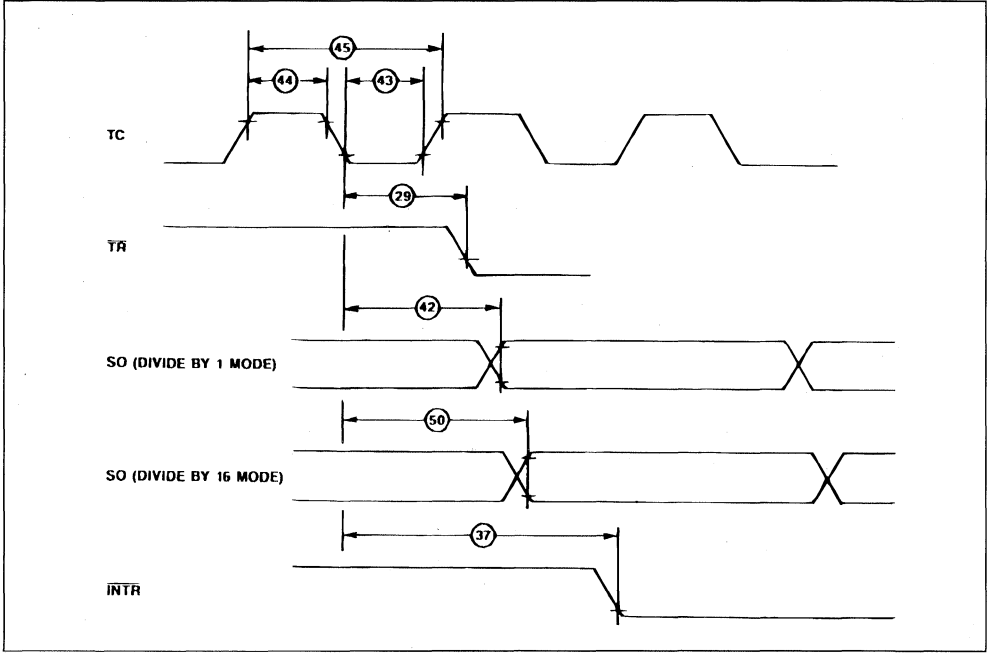 45
44
43
TC
29
TR
42
SO (DIVIDE BY 1 MODE)
50
SO (DIVIDE BY 16 MODE)
37
INTR